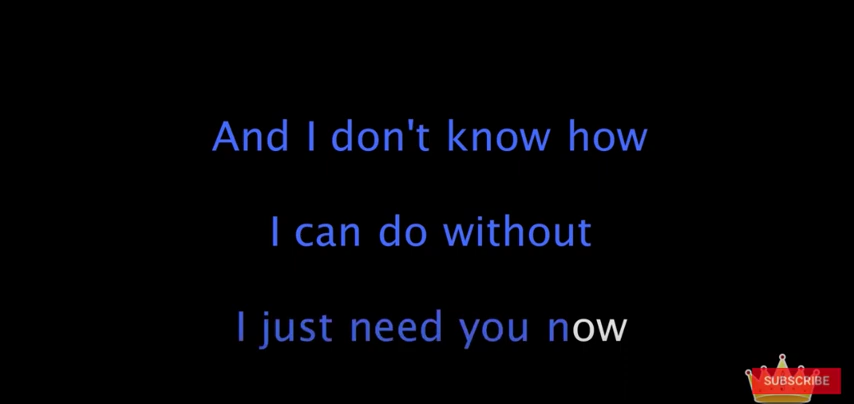 And I don't know how
I can do without
I just need you now
SUBSCRIBE